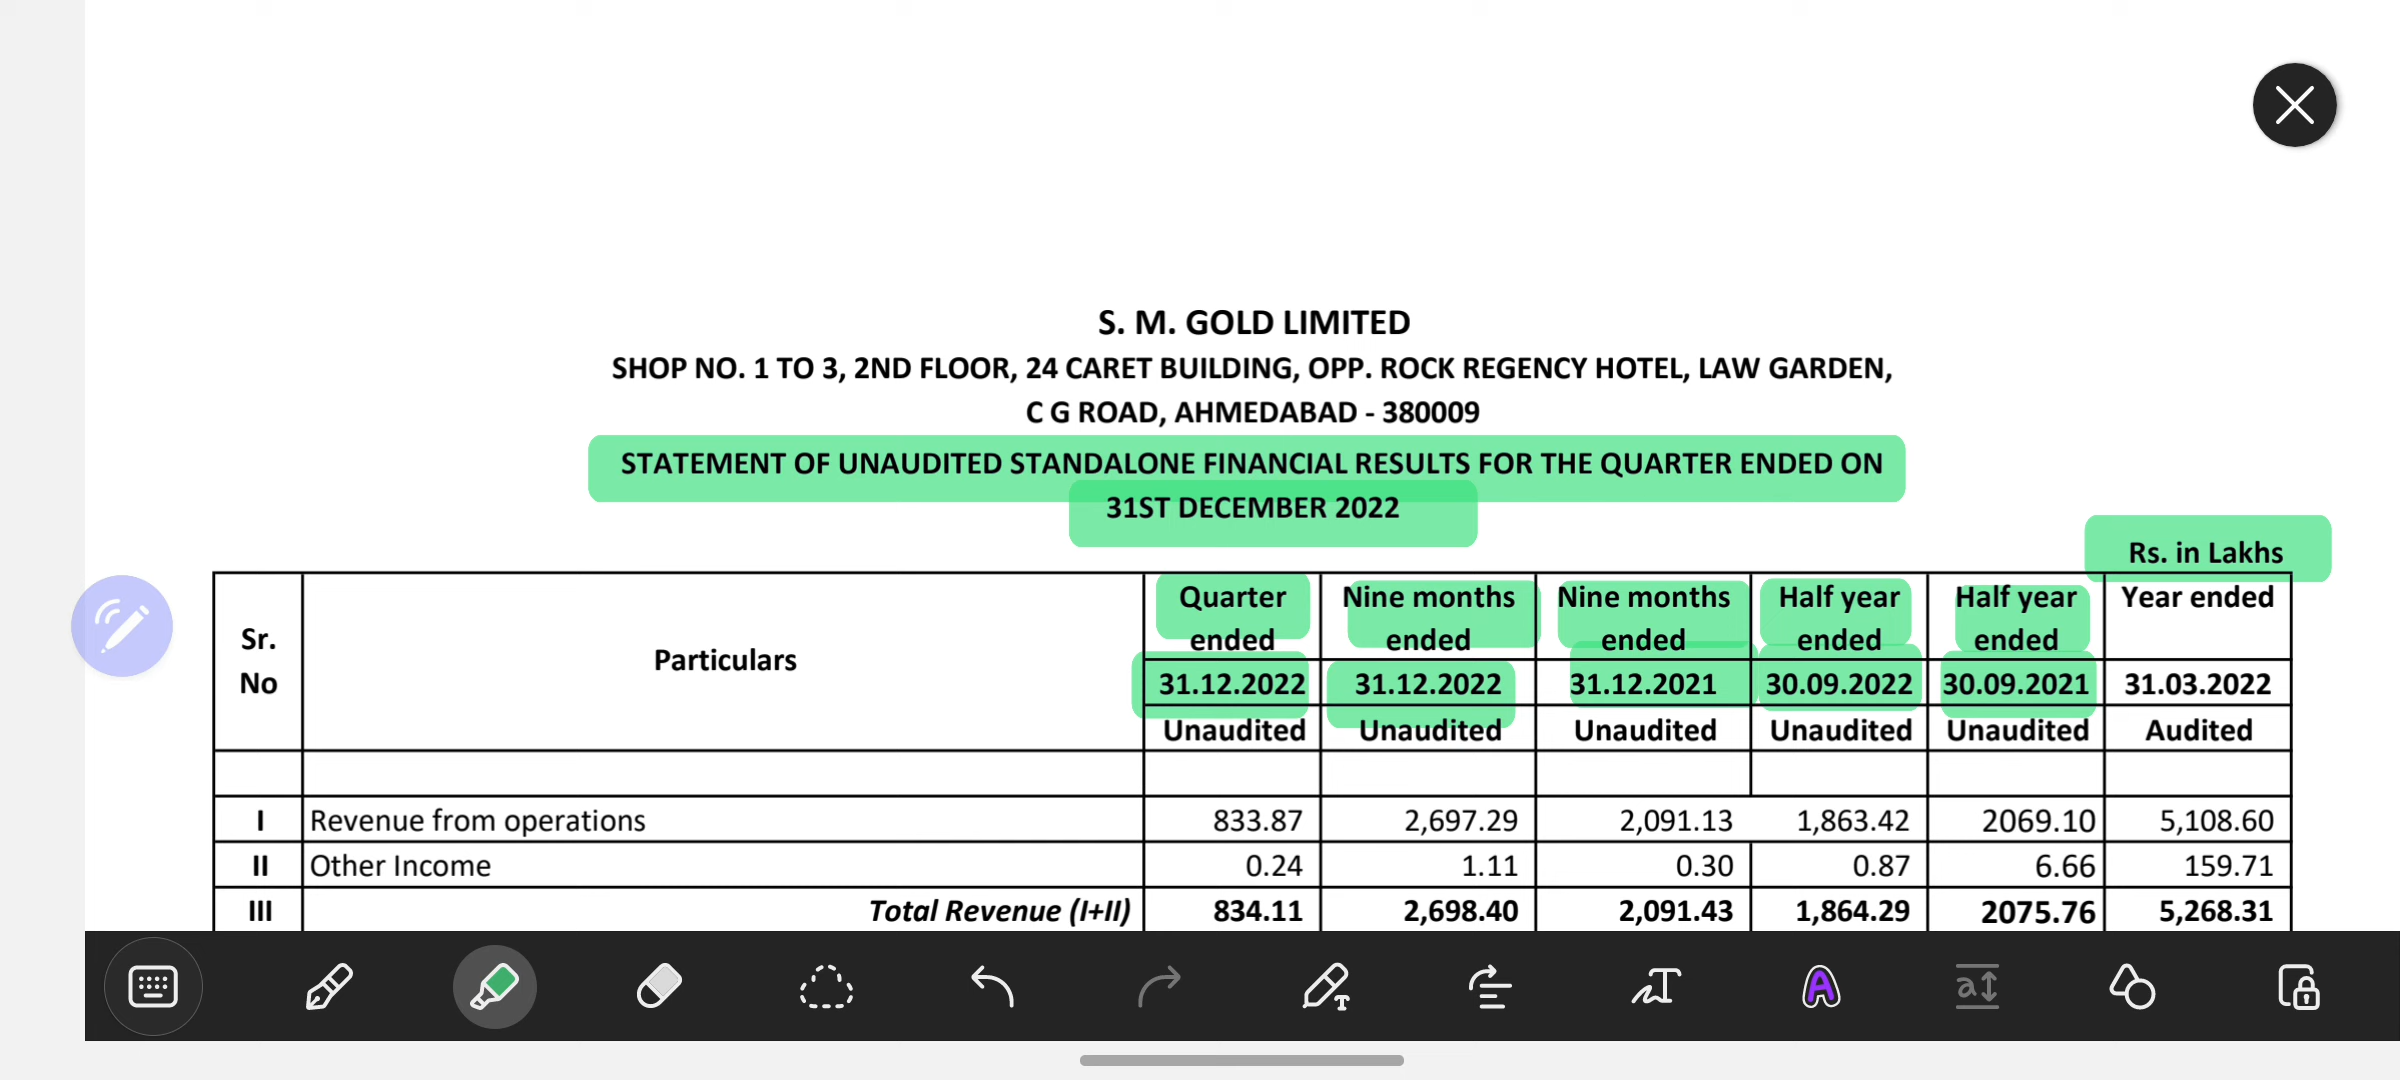 S. M. GOLD LIMITED
SHOP NO. 1 TO 3, 2ND FLOOR, 24 CARET BUILDING, OPP. ROCK REGENCY HOTEL, LAW GARDEN,
C G ROAD, AHMEDABAD - 380009
STATEMENT OF UNAUDITED STANDALONE FINANCIAL RESULTS FOR THE QUARTER ENDED ON
31ST DECEMBER 2022
Rs. in Lakhs
Sr. No Particulars Quarter ended Nine months ended Nine months ended Half year ended Half year ended Year ended
31.12.2022 31.12.2022 31.12.2021 30.09.2022 30.09.2021 31.03.2022
Unaudited Unaudited Unaudited Unaudited Unaudited Audited
I Revenue from operations 833.87 2,697.29 2,091.13 1,863.42 2069.10 5,108.60
II Other Income 0.24 1.11 0.30 0.87 6.66 159.71
III Total Revenue (I+II) 834.11 2,698.40 2,091.43 1,864.29 2075.76 5,268.31